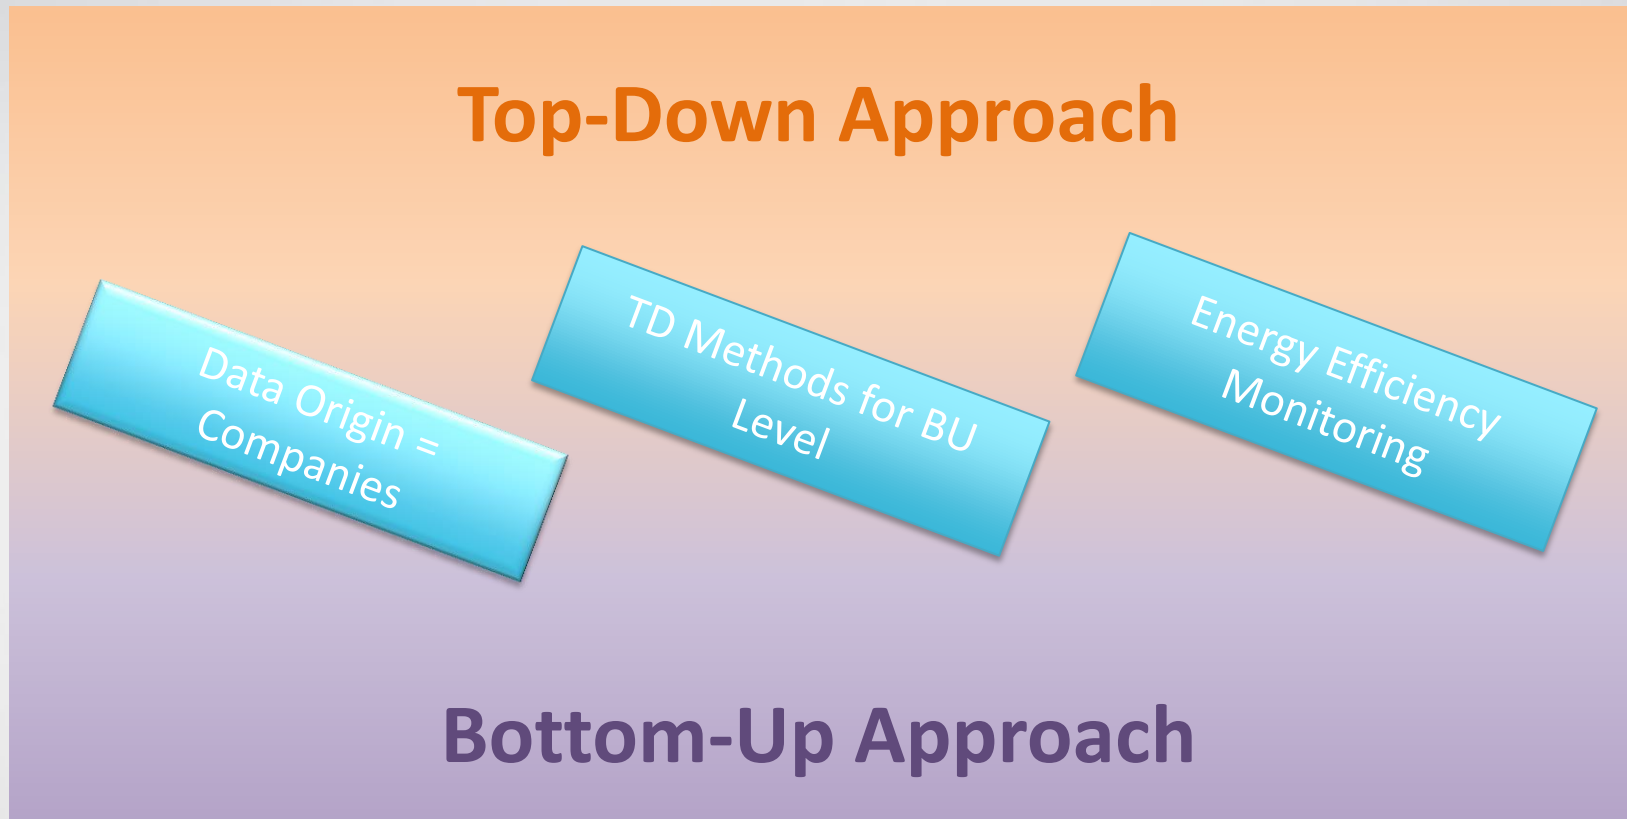 Top-Down Approach
Data Origin =
Companies
TD Methods for BU
Level
Energy Efficiency
Monitoring
Bottom-Up Approach